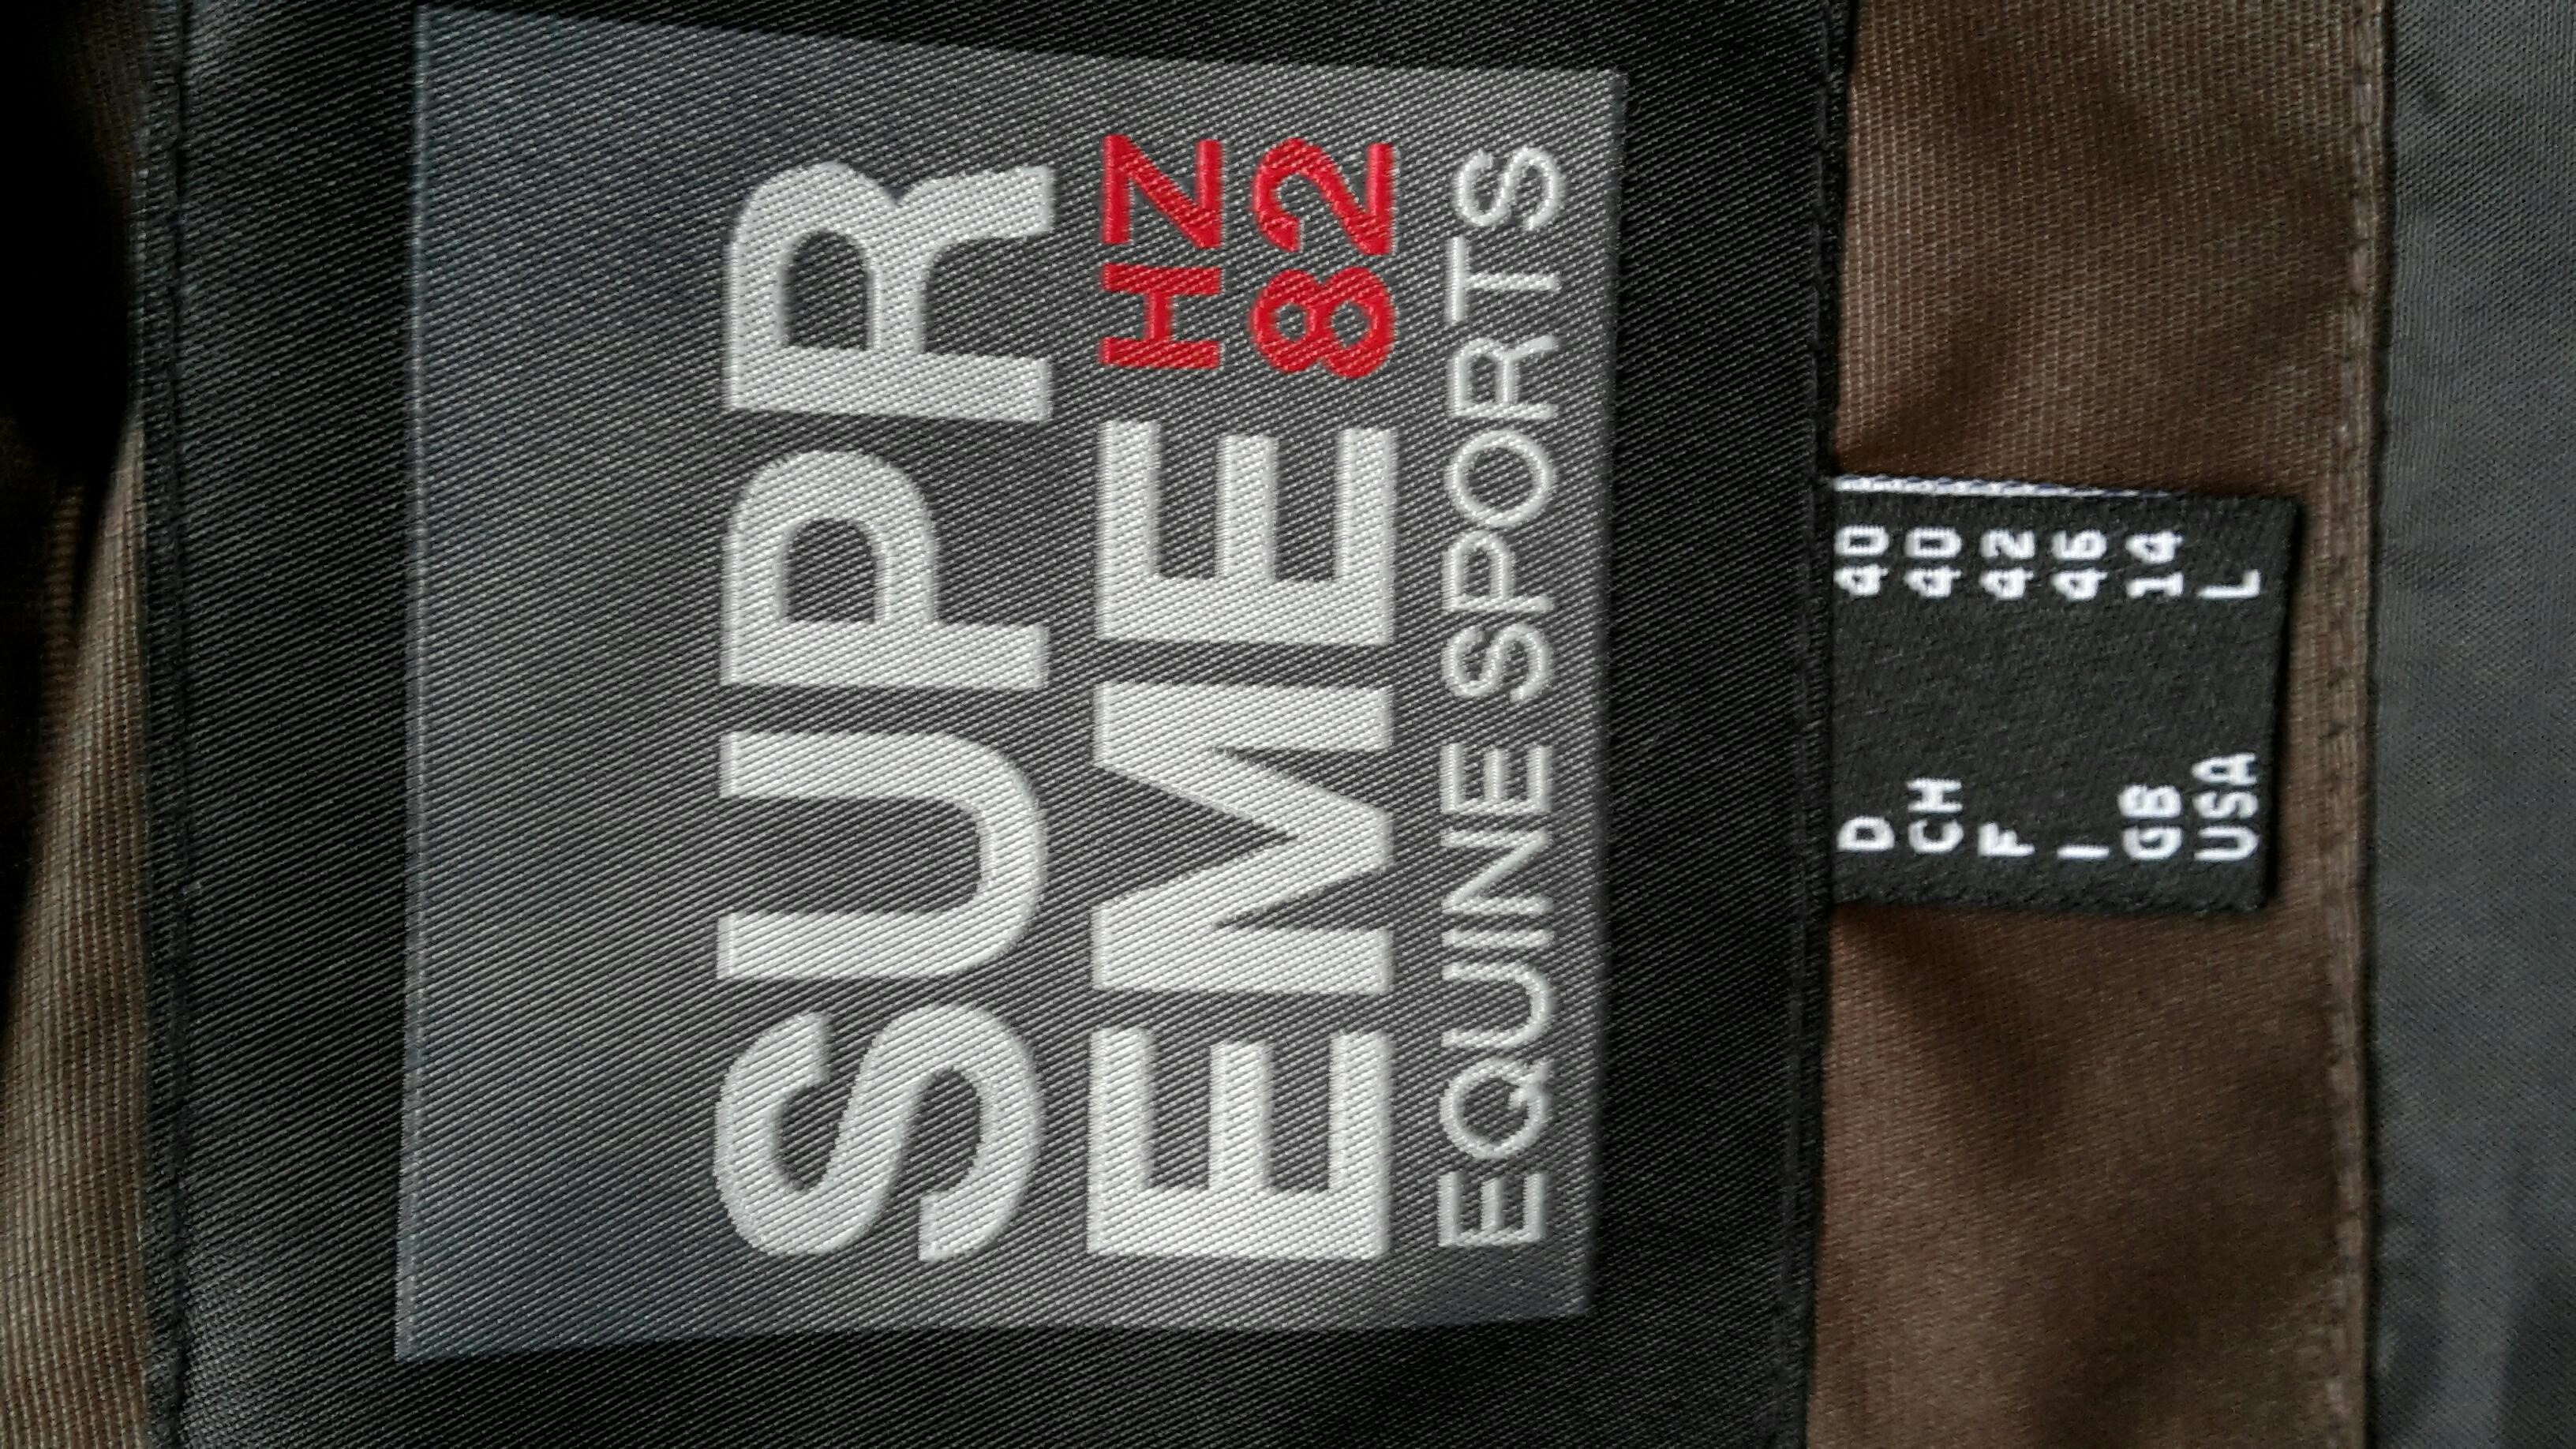 SUPR
EME HZ
82
EQUINE SPORTS
D 40
CH 40
F 42
I 46
GB 14
USA L